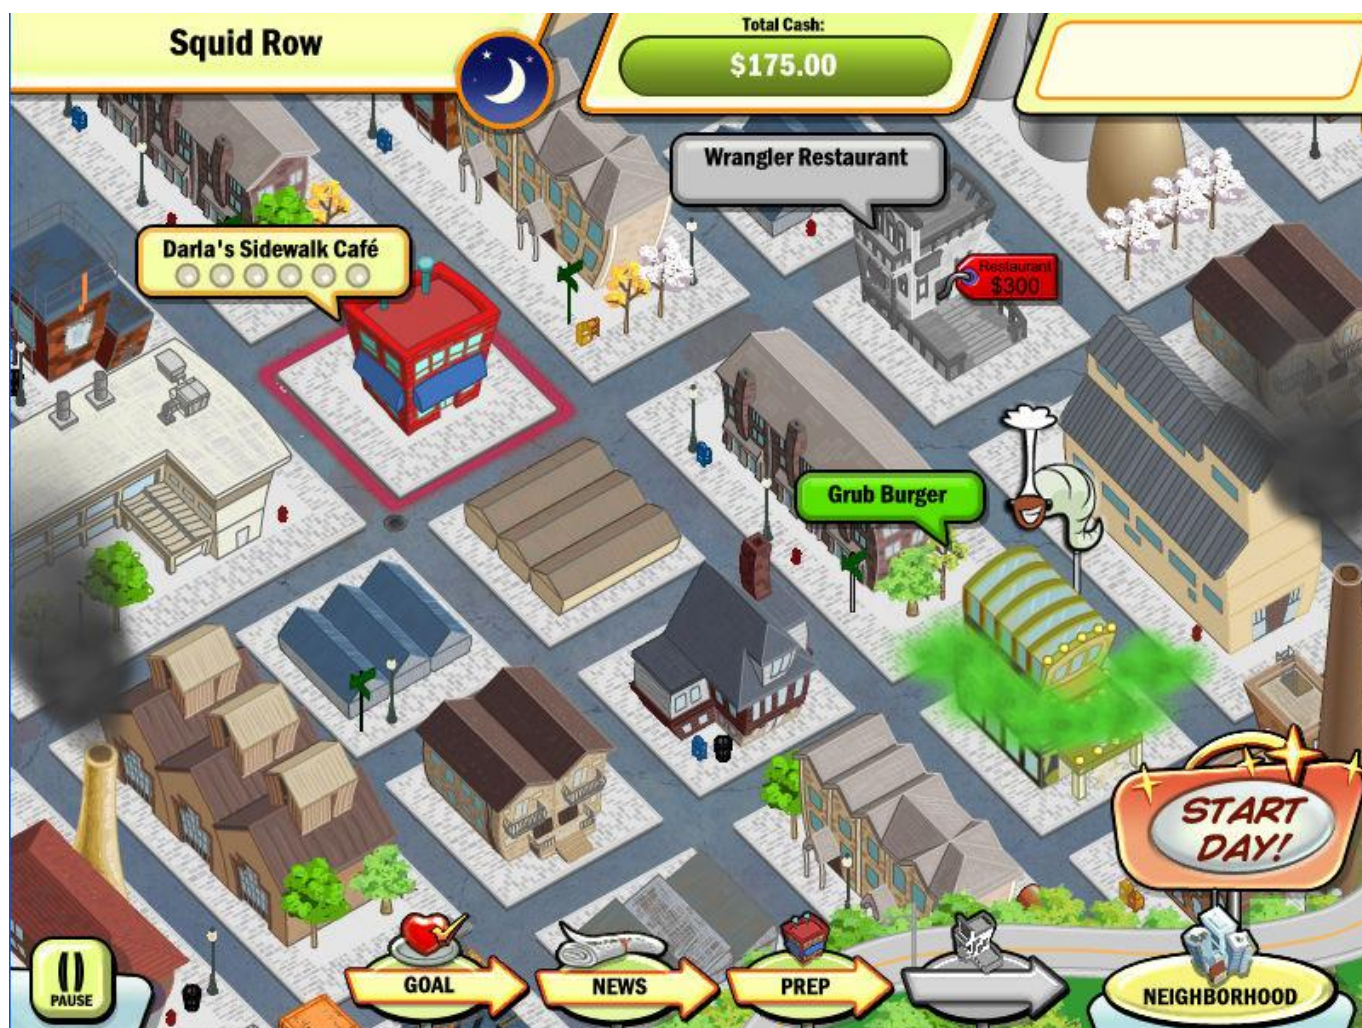 Squid Row
Total Cash:
$175.00
Wrangler Restaurant
Darla's Sidewalk Café
Restaurant
$300
Grub Burger
START
DAY!
PAUSE
GOAL
NEWS
PREP
NEIGHBORHOOD